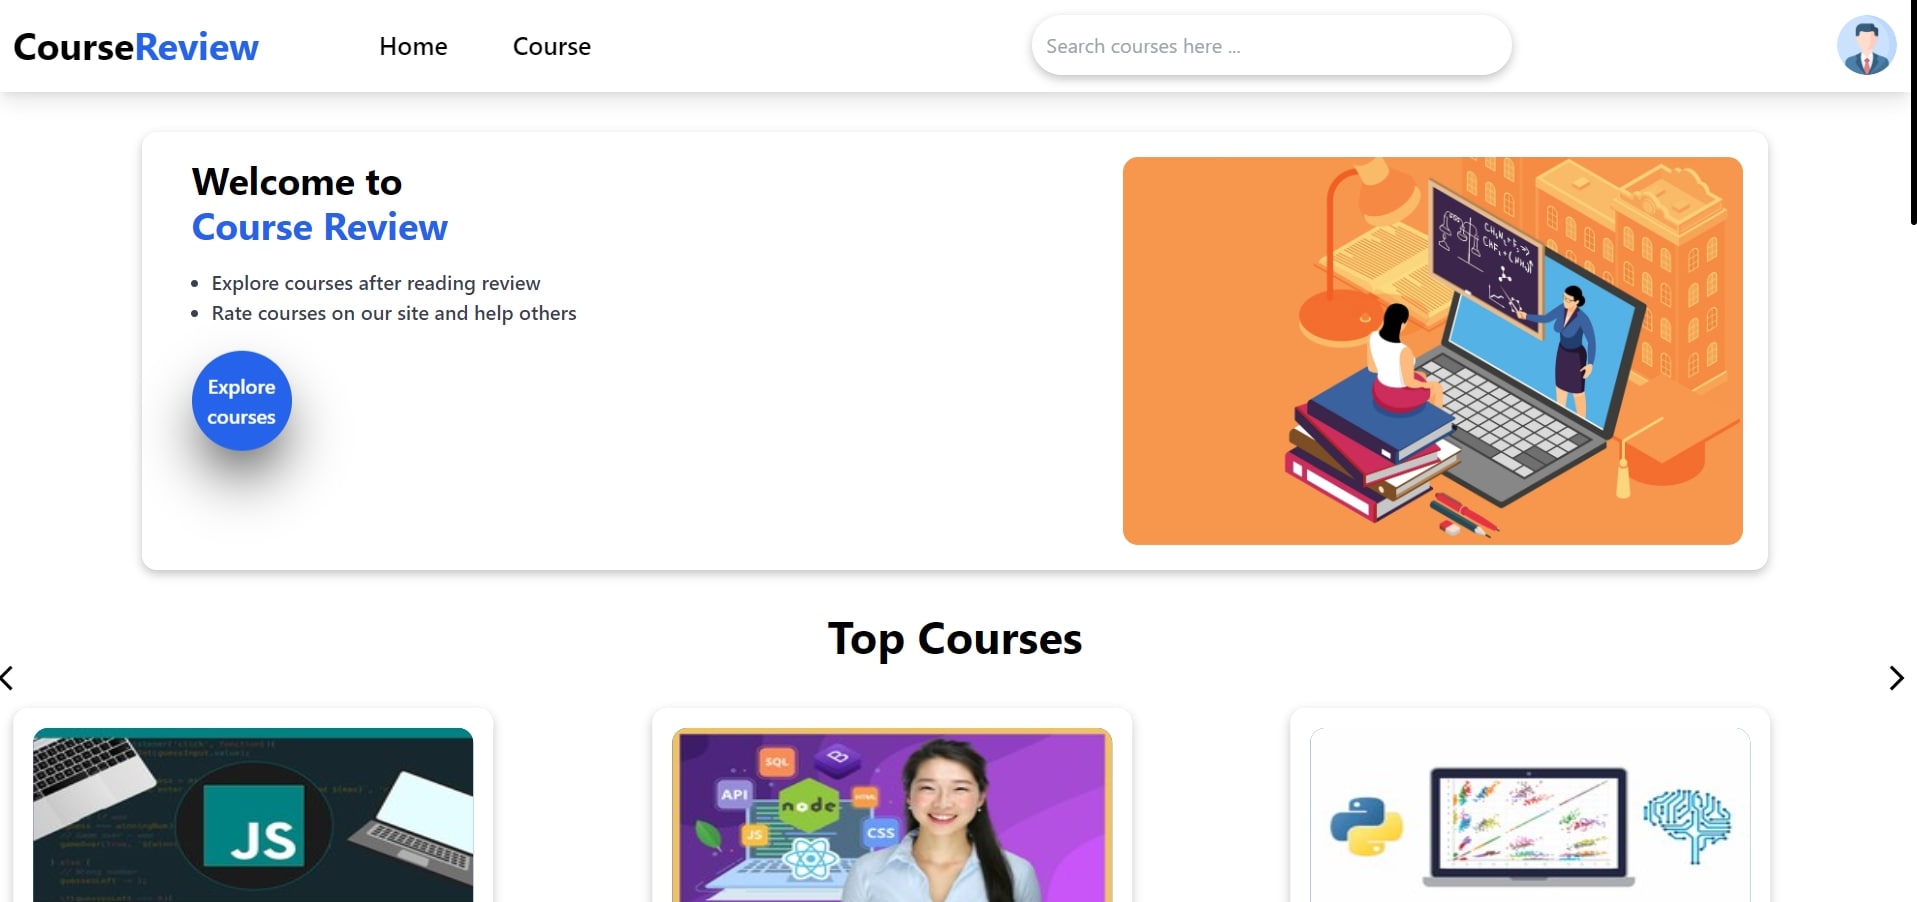 CourseReview
Home
Course
Search courses here ...
Welcome to
Course Review
Explore courses after reading review
Rate courses on our site and help others
Explore
courses
Top Courses
JS
SQL
API
node
HTML
JS
CSS